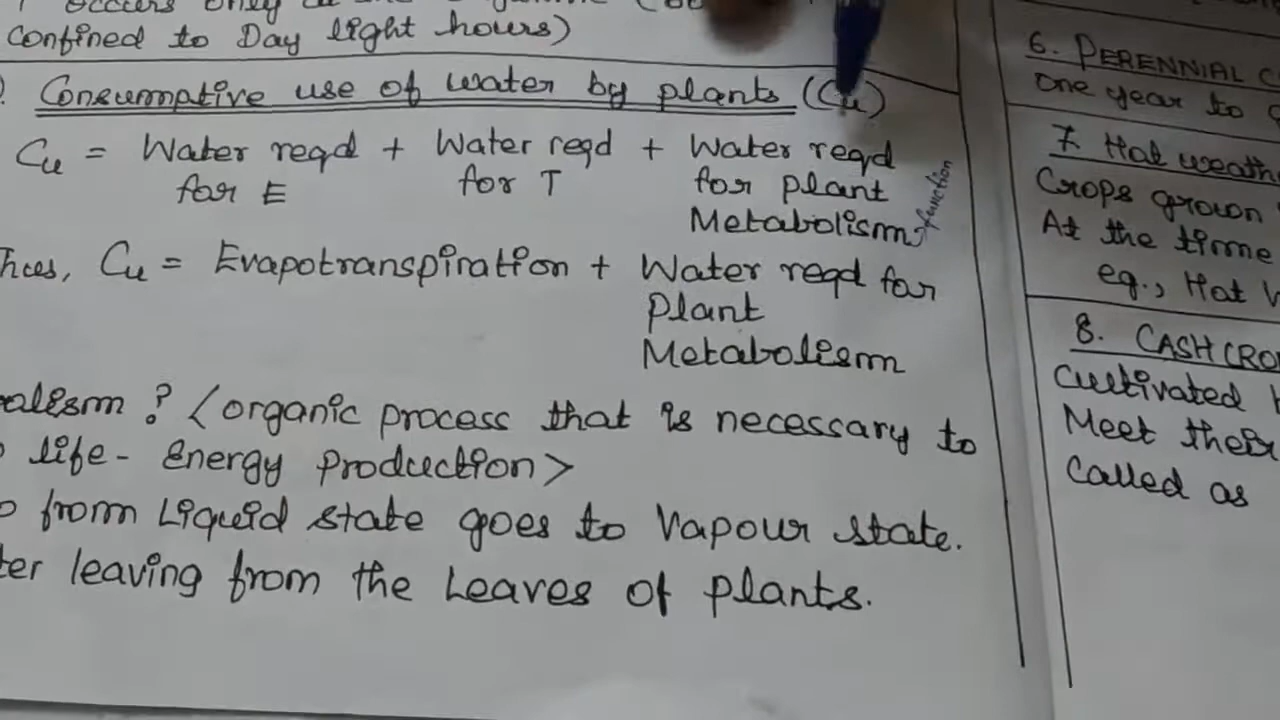 occurs only
confined to Day light hours)
Consumptive use of water by plants (Cu)
Cu = Water reqd + Water reqd + Water reqd
for E for T for plant
Metabolism function
Thus, Cu = Evapotranspiration + Water reqd for
Plant
Metabolism
alism ? <organic process that is necessary to
life - Energy production>
from Liquid state goes to Vapour state.
ter leaving from the Leaves of plants.
6. PERENNIAL C
one year to
7. Hot weath
Crops grown
At the time
eg., Hot
8. CASH CRO
Cultivated
Meet their
Called as